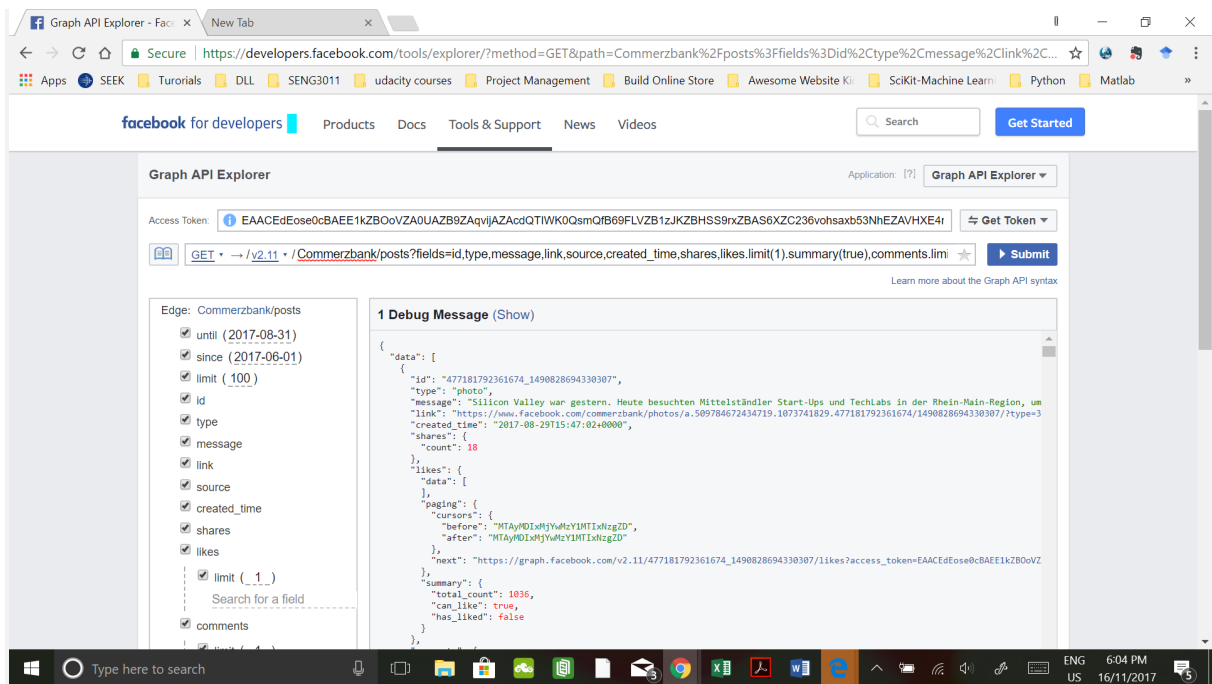 Graph API Explorer - Fac
New Tab
Secure
https://developers.facebook.com/tools/explorer/?method=GET&path=Commerzbank%2Fposts%3Ffields%3Did%2Ctype%2Cmessage%2Clink%2C...
Apps SEEK Turorials DLL SENG3011 udacity courses Project Management Build Online Store Awesome Website Kic SciKit-Machine Learni Python Matlab »
facebook for developers Products Docs Tools & Support News Videos Search Get Started
Graph API Explorer Application: [?] Graph API Explorer
Access Token: Get Token
GET → /v2.11 / Commerzbank/posts?fields=id,type,message,link,source,created_time,shares,likes.limit(1).summary(true),comments.limi Submit
Learn more about the Graph API syntax
Edge: Commerzbank/posts
until (2017-08-31)
since (2017-06-01)
limit ( 100 )
id
type
message
link
source
created_time
shares
likes
limit ( 1 )
Search for a field
comments
limit ( 1 )
1 Debug Message (Show)
{
"data": [
{
"id": "477181792361674_1490828694330307",
"type": "photo",
"message": "Silicon Valley war gestern. Heute besuchten Mittelständler Start-Ups und TechLabs in der Rhein-Main-Region, um
"link": "https://www.facebook.com/commerzbank/photos/a.509784672434719.1073741829.477181792361674/1490828694330307/?type=3
"created_time": "2017-08-29T15:47:02+0000",
"shares": {
"count": 18
},
"likes": {
"data": [
],
"paging": {
"cursors": {
"before": "MTAyMDIxMjYwMzY1MTIxNzgZD",
"after": "MTAyMDIxMjYwMzY1MTIxNzgZD"
},
"next": "https://graph.facebook.com/v2.11/477181792361674_1490828694330307/likes?access_token=EAACEdEose0cBAEE1kZBOoVZ
},
"summary": {
"total_count": 1036,
"can_like": true,
"has_liked": false
}
},
Type here to search
3
ENG
US
6:04 PM
16/11/2017
5